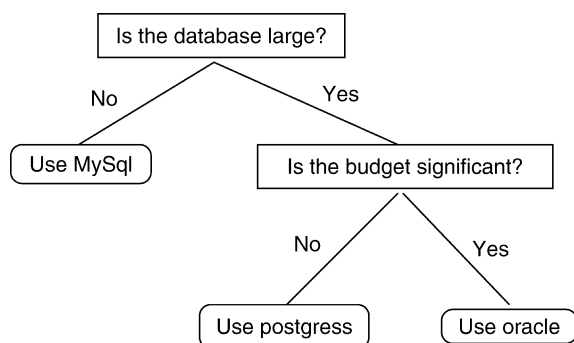 Is the database large?
No
Yes
Use MySql
Is the budget significant?
No
Yes
Use postgress
Use oracle